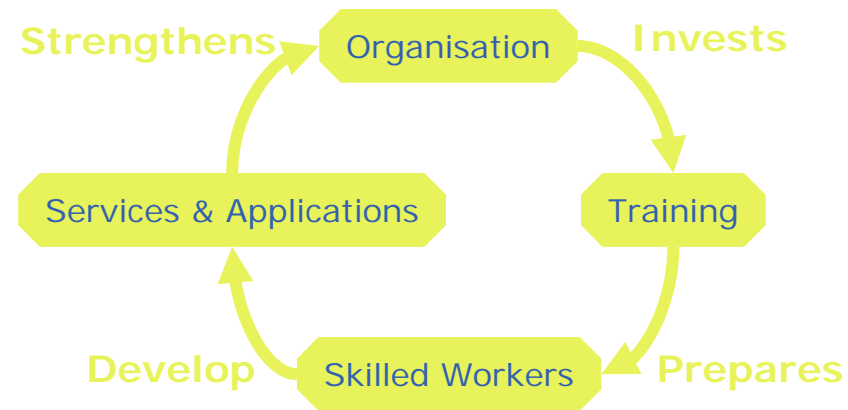 Strengthens
Organisation
Invests
Services & Applications
Training
Develop
Skilled Workers
Prepares